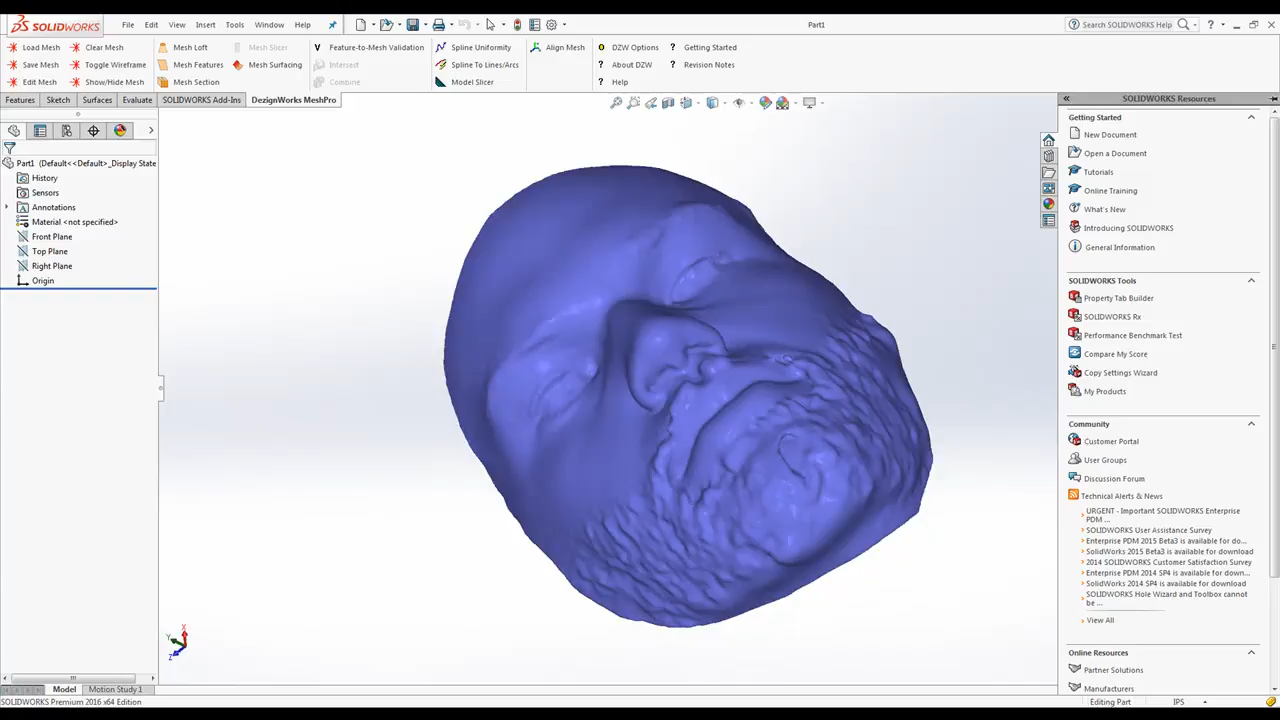 SOLIDWORKS
File Edit View Insert Tools Window Help
Part1
Search SOLIDWORKS Help
Load Mesh
Clear Mesh
Mesh Loft
Mesh Slicer
Feature-to-Mesh Validation
Spline Uniformity
Align Mesh
DZW Options
Getting Started
Save Mesh
Toggle Wireframe
Mesh Features
Mesh Surfacing
Intersect
Spline To Lines/Arcs
About DZW
Revision Notes
Edit Mesh
Show/Hide Mesh
Mesh Section
Combine
Model Slicer
Help
Features
Sketch
Surfaces
Evaluate
SOLIDWORKS Add-Ins
DezignWorks MeshPro
Part1 (Default<<Default>_Display State
History
Sensors
Annotations
Material <not specified>
Front Plane
Top Plane
Right Plane
Origin
X
Y
Z
SOLIDWORKS Resources
Getting Started
New Document
Open a Document
Tutorials
Online Training
What's New
Introducing SOLIDWORKS
General Information
SOLIDWORKS Tools
Property Tab Builder
SOLIDWORKS Rx
Performance Benchmark Test
Compare My Score
Copy Settings Wizard
My Products
Community
Customer Portal
User Groups
Discussion Forum
Technical Alerts & News
URGENT - Important SOLIDWORKS Enterprise
PDM ...
SOLIDWORKS User Assistance Survey
Enterprise PDM 2015 Beta3 is available for do...
SolidWorks 2015 Beta3 is available for download
2014 SOLIDWORKS Customer Satisfaction Survey
Enterprise PDM 2014 SP4 is available for down...
SolidWorks 2014 SP4 is available for download
SOLIDWORKS Hole Wizard and Toolbox cannot
be ...
View All
Online Resources
Partner Solutions
Manufacturers
Model
Motion Study 1
SOLIDWORKS Premium 2016 x64 Edition
Editing Part
IPS